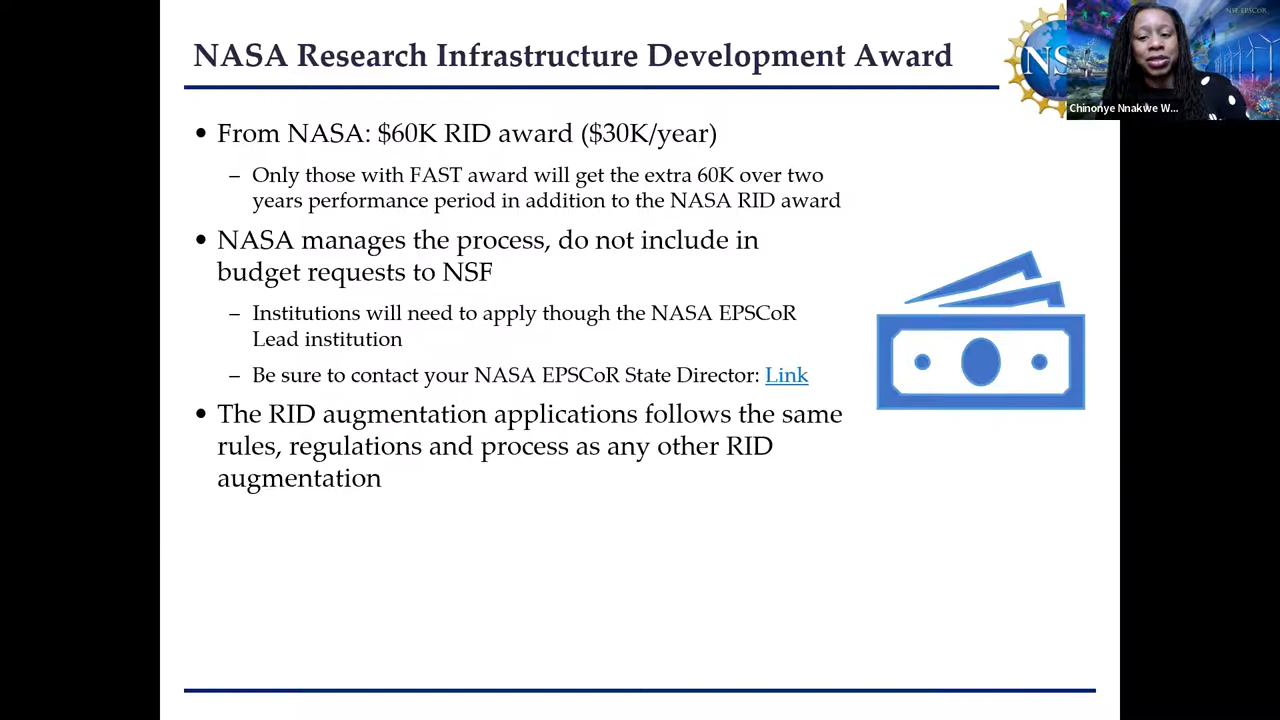 NASA Research Infrastructure Development Award
NS
NSF EPSCOR
Chinonye Nnakwe W...
• From NASA: $60K RID award ($30K/year)
– Only those with FAST award will get the extra 60K over two
years performance period in addition to the NASA RID award
• NASA manages the process, do not include in
budget requests to NSF
– Institutions will need to apply though the NASA EPSCoR
Lead institution
– Be sure to contact your NASA EPSCoR State Director: Link
• The RID augmentation applications follows the same
rules, regulations and process as any other RID
augmentation